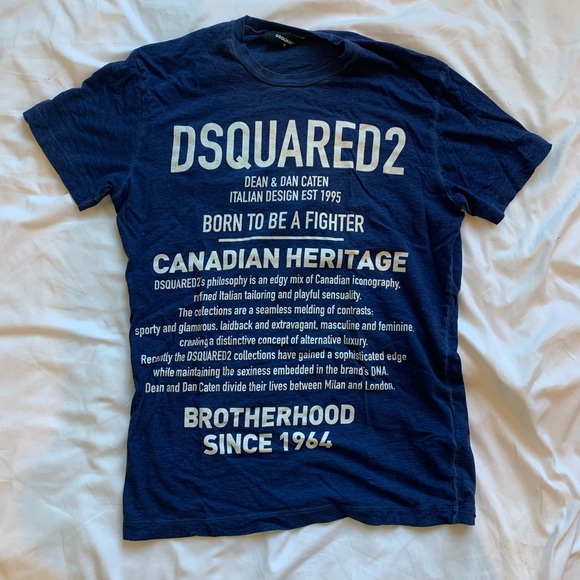 DSQUARED2
DEAN & DAN CATEN
ITALIAN DESIGN EST 1995
BORN TO BE A FIGHTER
CANADIAN HERITAGE
DSQUARED2's philosophy is an edgy mix of Canadian iconography,
refined Italian tailoring and playful sensuality.
The collections are a seamless melding of contrasts:
sporty and glamorous, laidback and extravagant, masculine and feminine,
creating a distinctive concept of alternative luxury.
Recently the DSQUARED2 collections have gained a sophisticated edge
while maintaining the sexiness embedded in the brand's DNA.
Dean and Dan Caten divide their lives between Milan and London.
BROTHERHOOD
SINCE 1964